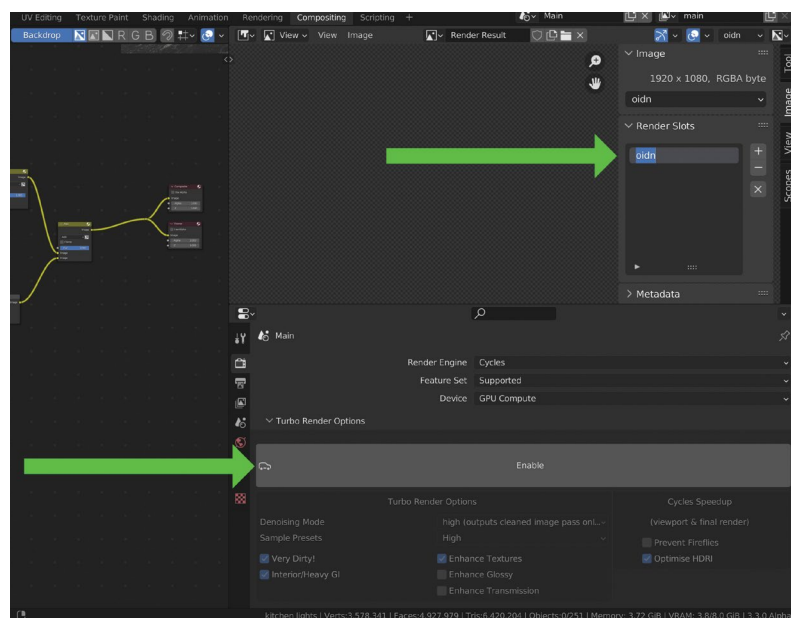 UV Editing Texture Paint Shading Animation Rendering Compositing Scripting + Main main
Backdrop R G B View View Image Render Result oidn
Image
1920 x 1080, RGBA byte
oidn
Render Slots
oidn
Metadata
Tool
Image
View
Scopes
Main
Render Engine Cycles
Feature Set Supported
Device GPU Compute
Turbo Render Options
Enable
Turbo Render Options Cycles Speedup
Denoising Mode high (outputs cleaned image pass onl... (viewport & final render)
Sample Presets High
Prevent Fireflies
Very Dirty! Enhance Textures Optimise HDRI
Interior/Heavy GI Enhance Glossy
Enhance Transmission
kitchen lights | Verts:3,578,341 | Faces:4,927,979 | Tris:6,420,204 | Objects:0/251 | Memory: 3.72 GiB | VRAM: 3.8/8.0 GiB | 3.3.0 Alpha